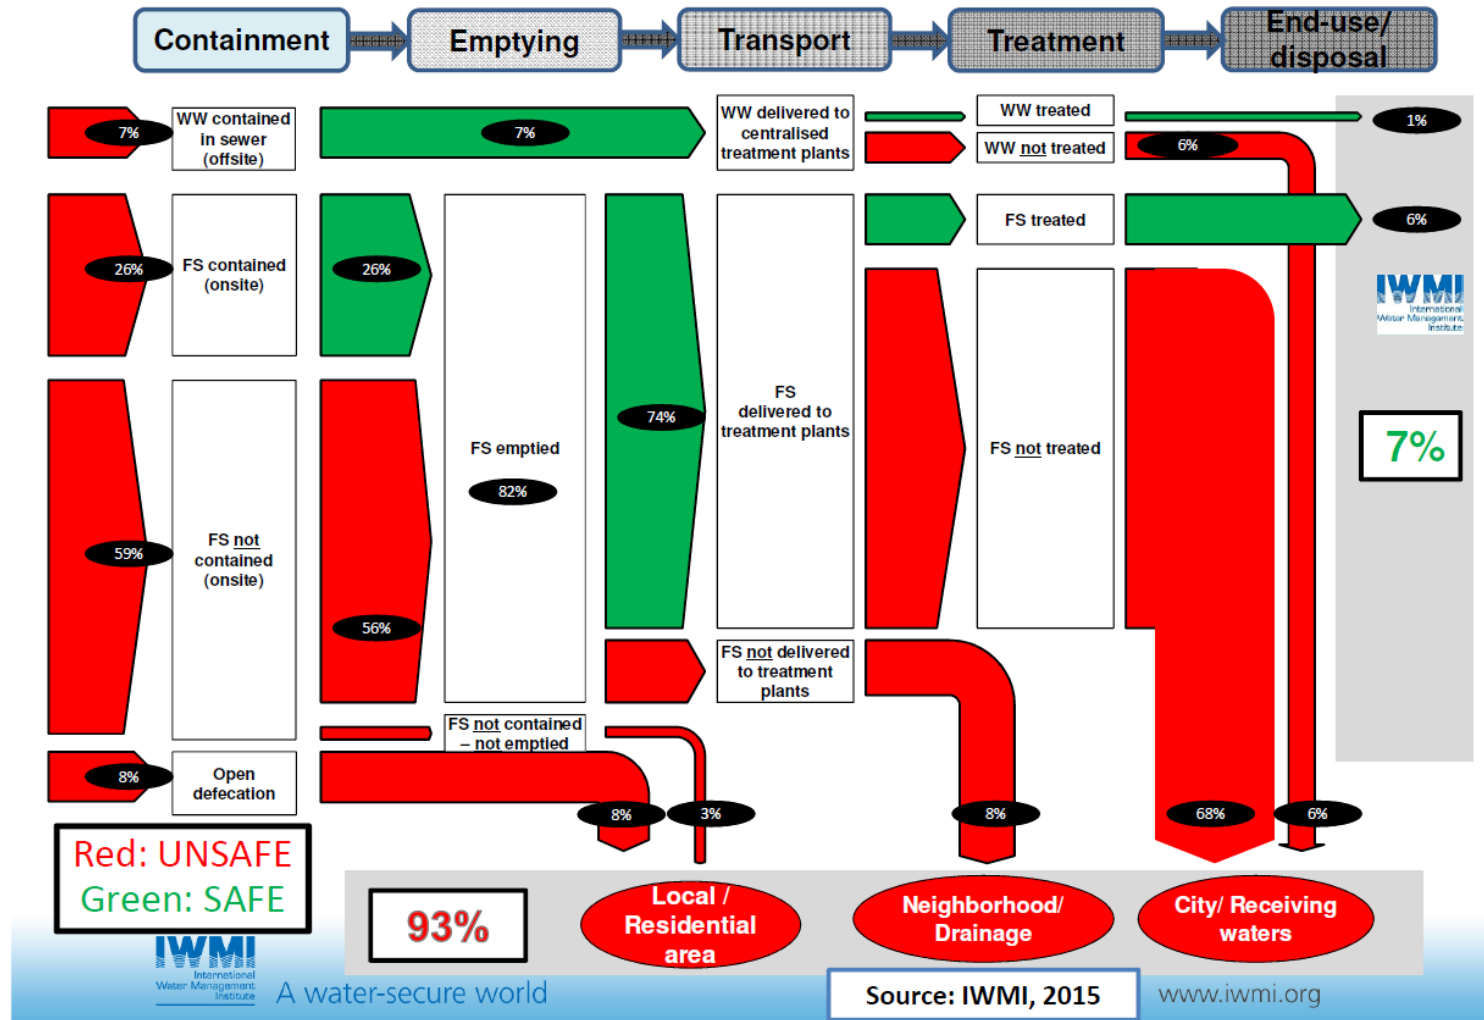 Containment
Emptying
Transport
Treatment
End-use/
disposal
7%
WW contained
in sewer
(offsite)
7%
WW delivered to
centralised
treatment plants
WW treated
1%
WW not treated
6%
26%
FS contained
(onsite)
26%
FS treated
6%
IWMI
International
Water Management
Institute
59%
FS not
contained
(onsite)
56%
FS emptied
82%
74%
FS
delivered to
treatment plants
FS not treated
7%
FS not delivered
to treatment
plants
FS not contained
– not emptied
8%
Open
defecation
8%
3%
8%
68%
6%
Red: UNSAFE
Green: SAFE
93%
Local /
Residential
area
Neighborhood/
Drainage
City/ Receiving
waters
IWMI
International
Water Management
Institute
A water-secure world
Source: IWMI, 2015
www.iwmi.org